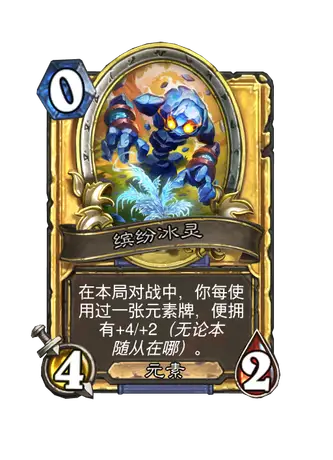 0
缤纷冰灵
在本局对战中，你每使
用过一张元素牌，便拥
有+4/+2（无论本
随从在哪）。
4
元素
2